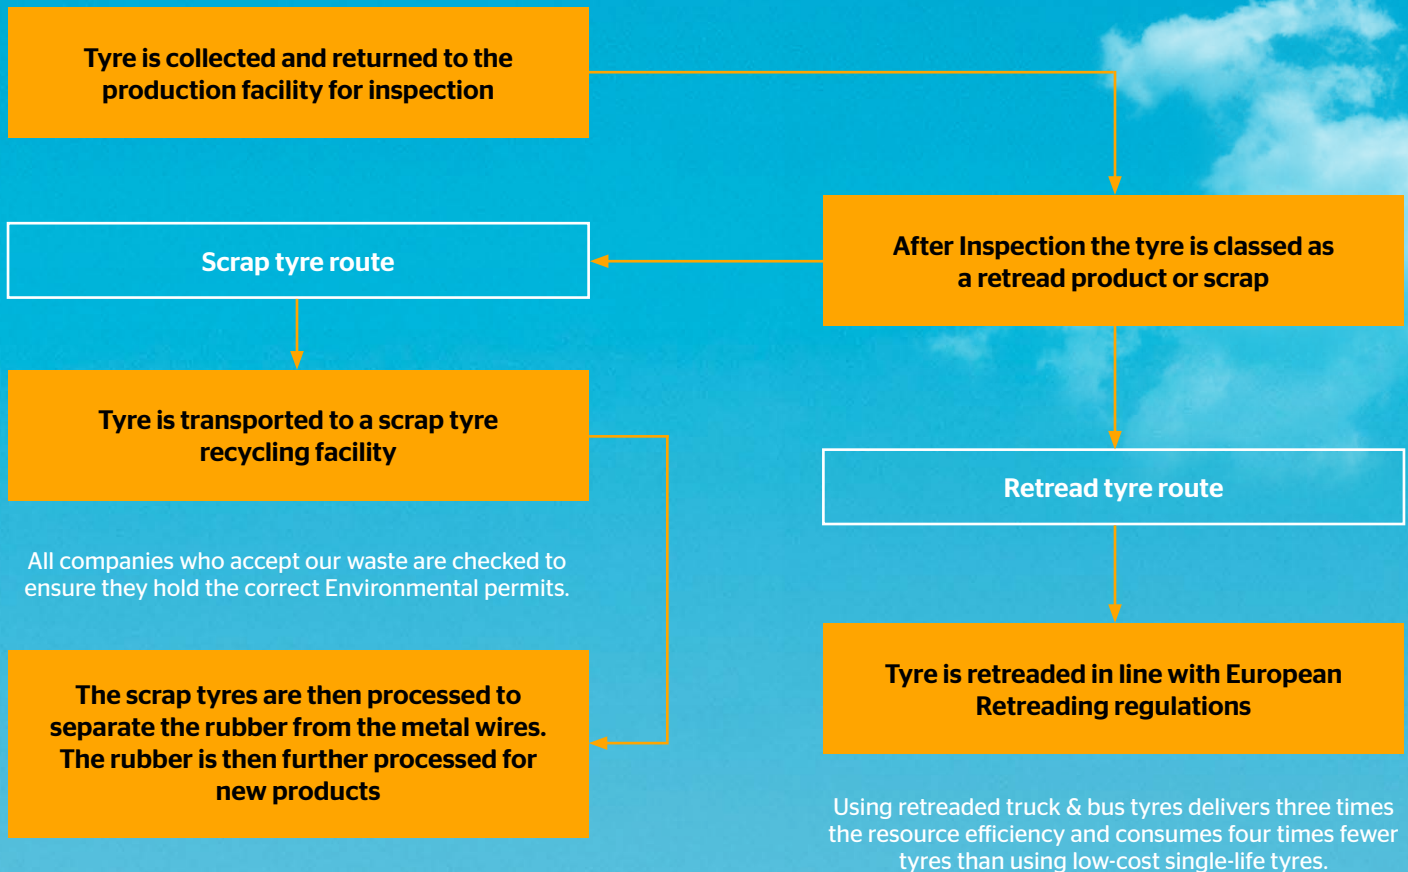 Tyre is collected and returned to the
production facility for inspection
After Inspection the tyre is classed as
a retread product or scrap
Scrap tyre route
Tyre is transported to a scrap tyre
recycling facility
All companies who accept our waste are checked to
ensure they hold the correct Environmental permits.
The scrap tyres are then processed to
separate the rubber from the metal wires.
The rubber is then further processed for
new products
Retread tyre route
Tyre is retreaded in line with European
Retreading regulations
Using retreaded truck & bus tyres delivers three times
the resource efficiency and consumes four times fewer
tyres than using low-cost single-life tyres.